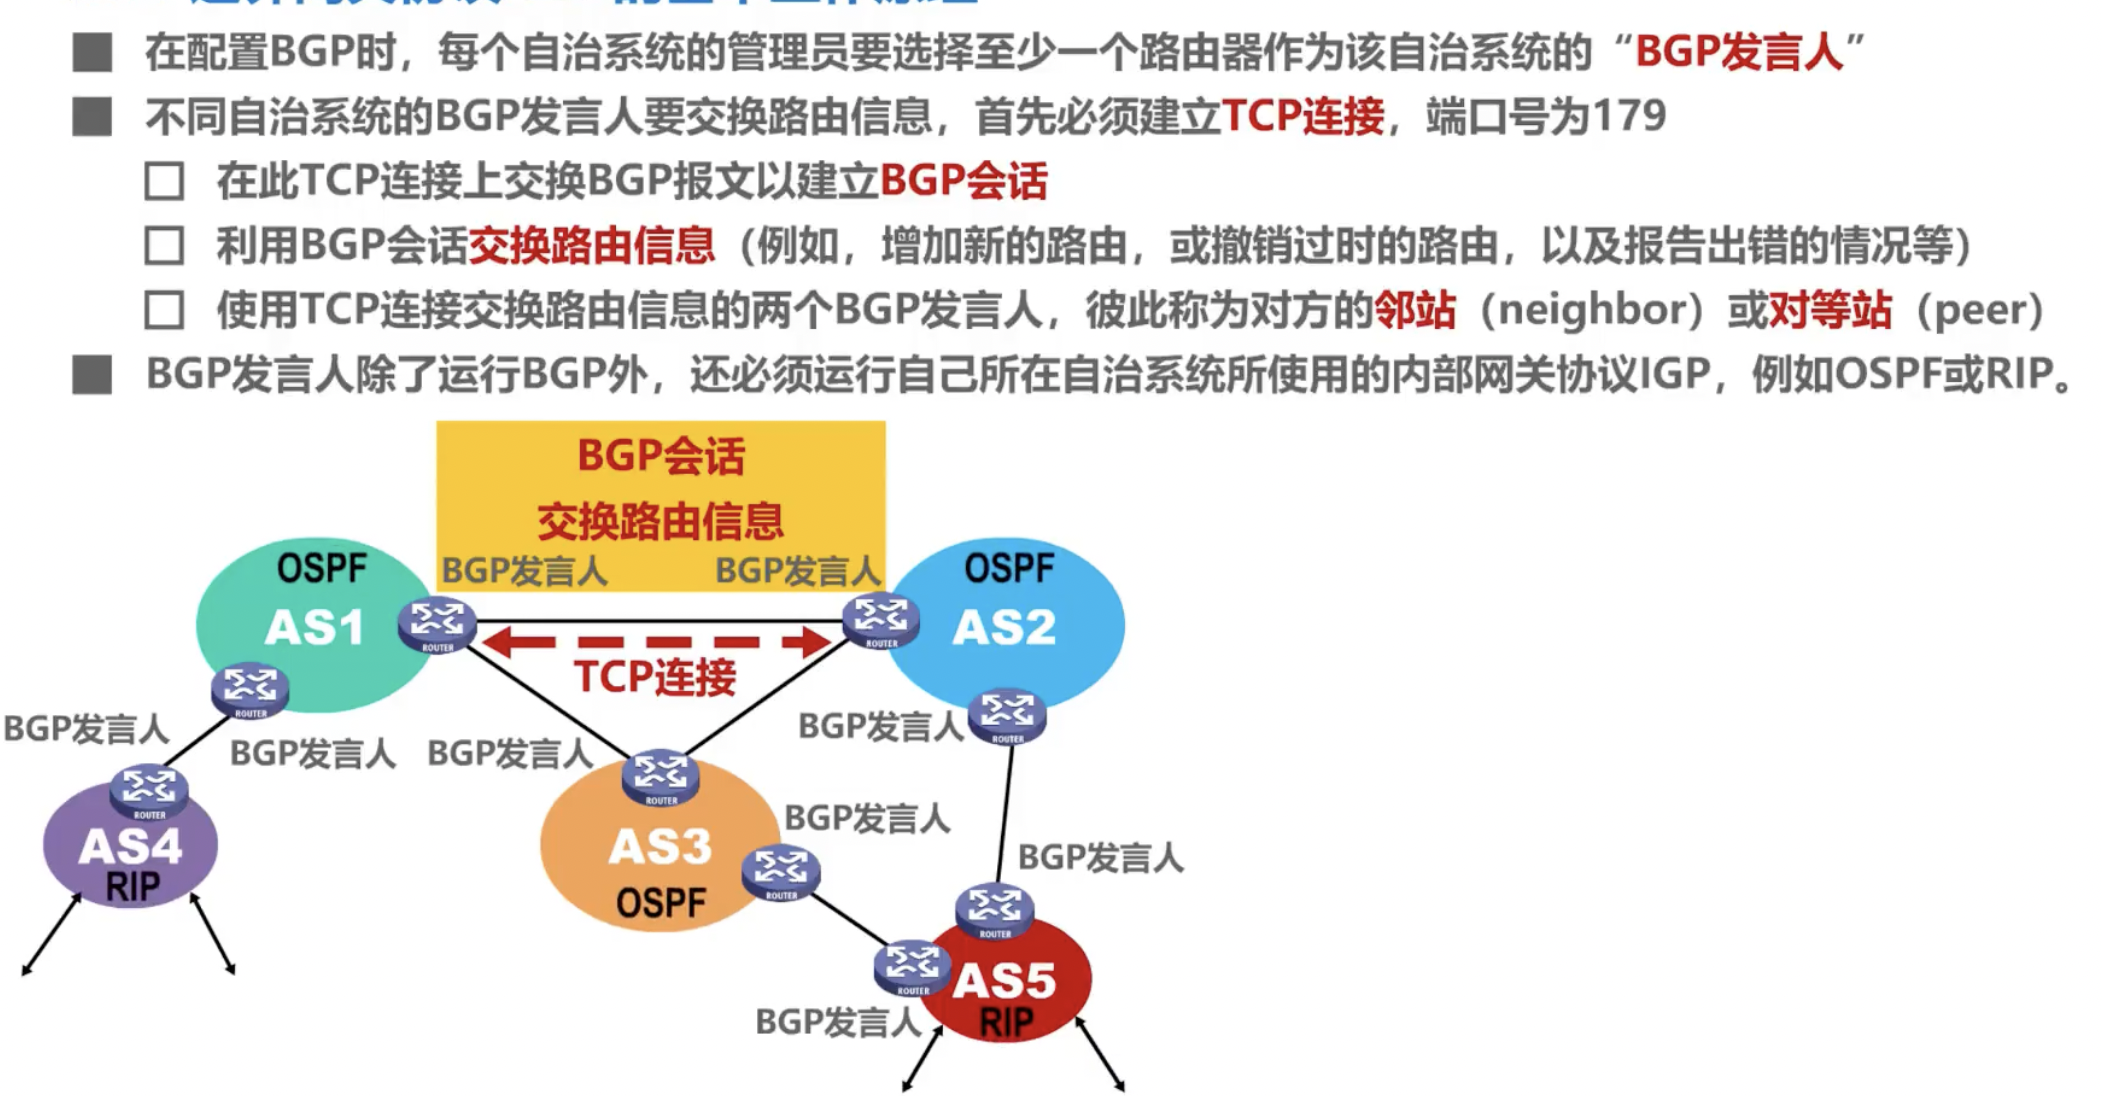 在配置BGP时，每个自治系统的管理员要选择至少一个路由器作为该自治系统的“BGP发言人”
不同自治系统的BGP发言人要交换路由信息，首先必须建立TCP连接，端口号为179
在此TCP连接上交换BGP报文以建立BGP会话
利用BGP会话交换路由信息（例如，增加新的路由，或撤销过时的路由，以及报告出错的情况等）
使用TCP连接交换路由信息的两个BGP发言人，彼此称为对方的邻站（neighbor）或对等站（peer）
BGP发言人除了运行BGP外，还必须运行自己所在自治系统所使用的内部网关协议IGP，例如OSPF或RIP。
BGP会话
交换路由信息
OSPF
BGP发言人
BGP发言人
OSPF
AS1
ROUTER
ROUTER
AS2
TCP连接
ROUTER
BGP发言人
BGP发言人
BGP发言人
BGP发言人
ROUTER
ROUTER
AS4
RIP
ROUTER
AS3
OSPF
BGP发言人
ROUTER
BGP发言人
ROUTER
ROUTER
AS5
RIP
BGP发言人